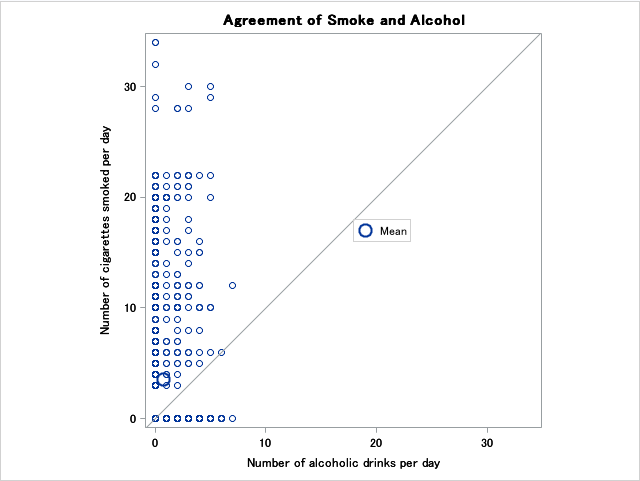 Agreement of Smoke and Alcohol
Number of cigarettes smoked per day
30
20
10
0
Mean
0 10 20 30
Number of alcoholic drinks per day